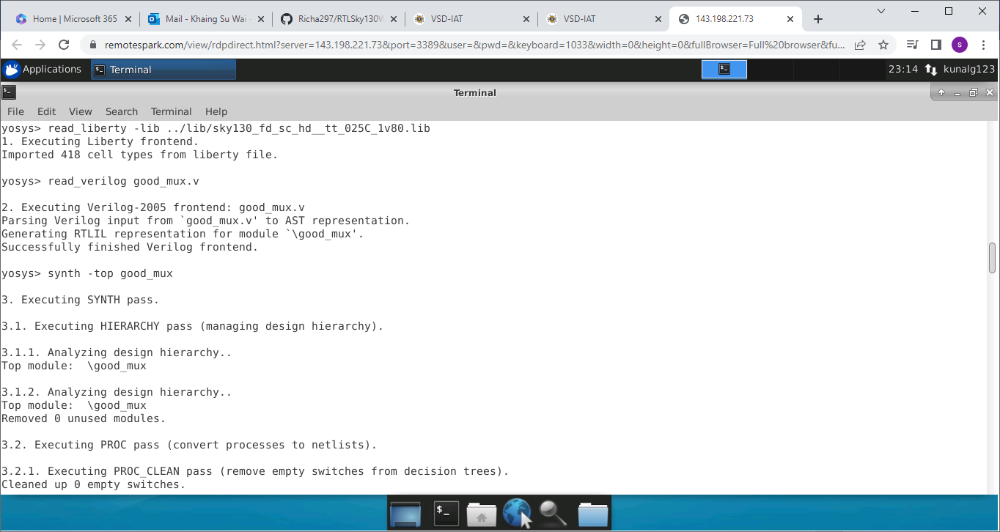 Home | Microsoft 365
Mail - Khaing Su Wai -
Richa297/RTLSky130W
VSD-IAT
VSD-IAT
143.198.221.73
remotespark.com/view/rdpdirect.html?server=143.198.221.73&port=3389&user=&pwd=&keyboard=1033&width=0&height=0&fullBrowser=Full%20browser&fu...
s
Applications
Terminal
23:14
kunalg123
Terminal
File Edit View Search Terminal Help
yosys> read_liberty -lib ../lib/sky130_fd_sc_hd__tt_025C_1v80.lib
1. Executing Liberty frontend.
Imported 418 cell types from liberty file.
yosys> read_verilog good_mux.v
2. Executing Verilog-2005 frontend: good_mux.v
Parsing Verilog input from `good_mux.v' to AST representation.
Generating RTLIL representation for module `\good_mux'.
Successfully finished Verilog frontend.
yosys> synth -top good_mux
3. Executing SYNTH pass.
3.1. Executing HIERARCHY pass (managing design hierarchy).
3.1.1. Analyzing design hierarchy..
Top module:  \good_mux
3.1.2. Analyzing design hierarchy..
Top module:  \good_mux
Removed 0 unused modules.
3.2. Executing PROC pass (convert processes to netlists).
3.2.1. Executing PROC_CLEAN pass (remove empty switches from decision trees).
Cleaned up 0 empty switches.